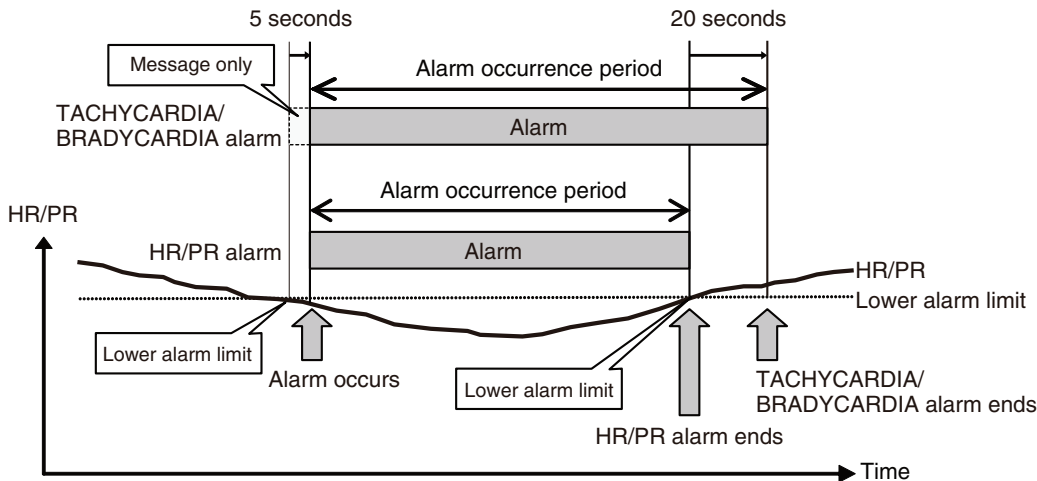 5 seconds
20 seconds
Message only
Alarm occurrence period
TACHYCARDIA/
BRADYCARDIA alarm
Alarm
Alarm occurrence period
HR/PR
HR/PR alarm
Alarm
HR/PR
Lower alarm limit
Lower alarm limit
Alarm occurs
Lower alarm limit
TACHYCARDIA/
BRADYCARDIA alarm ends
HR/PR alarm ends
Time